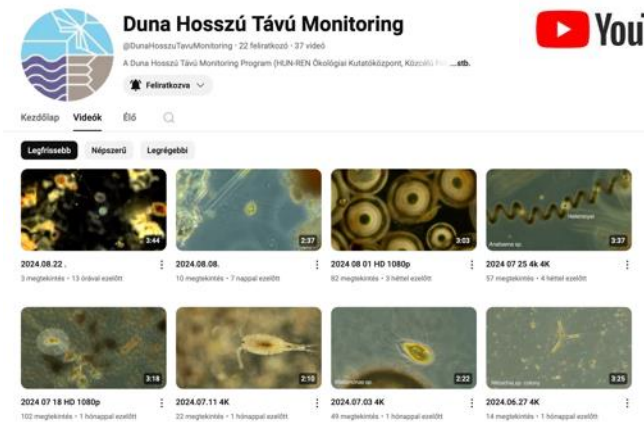 Duna Hosszú Távú Monitoring
You
@DunaHosszuTavuMonitoring · 22 feliratkozó · 37 videó
A Duna Hosszú Távú Monitoring Program (HUN-REN Ökológiai Kutatóközpont, Közcélú ...stb.
Feliratkozva
Kezdőlap Videók Élő
Legfrissebb Népszerű Legrégebbi
3:44 2:37 3:03 Anabaena sp. Heterocysta 3:37
2024.08.22 . 2024.08.08. 2024 08 01 HD 1080p 2024 07 25 4k 4K
3 megtekintés • 13 órával ezelőtt 10 megtekintés • 7 nappal ezelőtt 82 megtekintés • 3 héttel ezelőtt 57 megtekintés • 4 héttel ezelőtt
3:18 2:10 2:22 colony 3:25
2024 07 18 HD 1080p 2024.07.11 4K 2024.07.03 4K 2024.06.27 4K
102 megtekintés • 1 hónappal ezelőtt 22 megtekintés • 1 hónappal ezelőtt 49 megtekintés • 1 hónappal ezelőtt 14 megtekintés • 1 hónappal ezelőtt